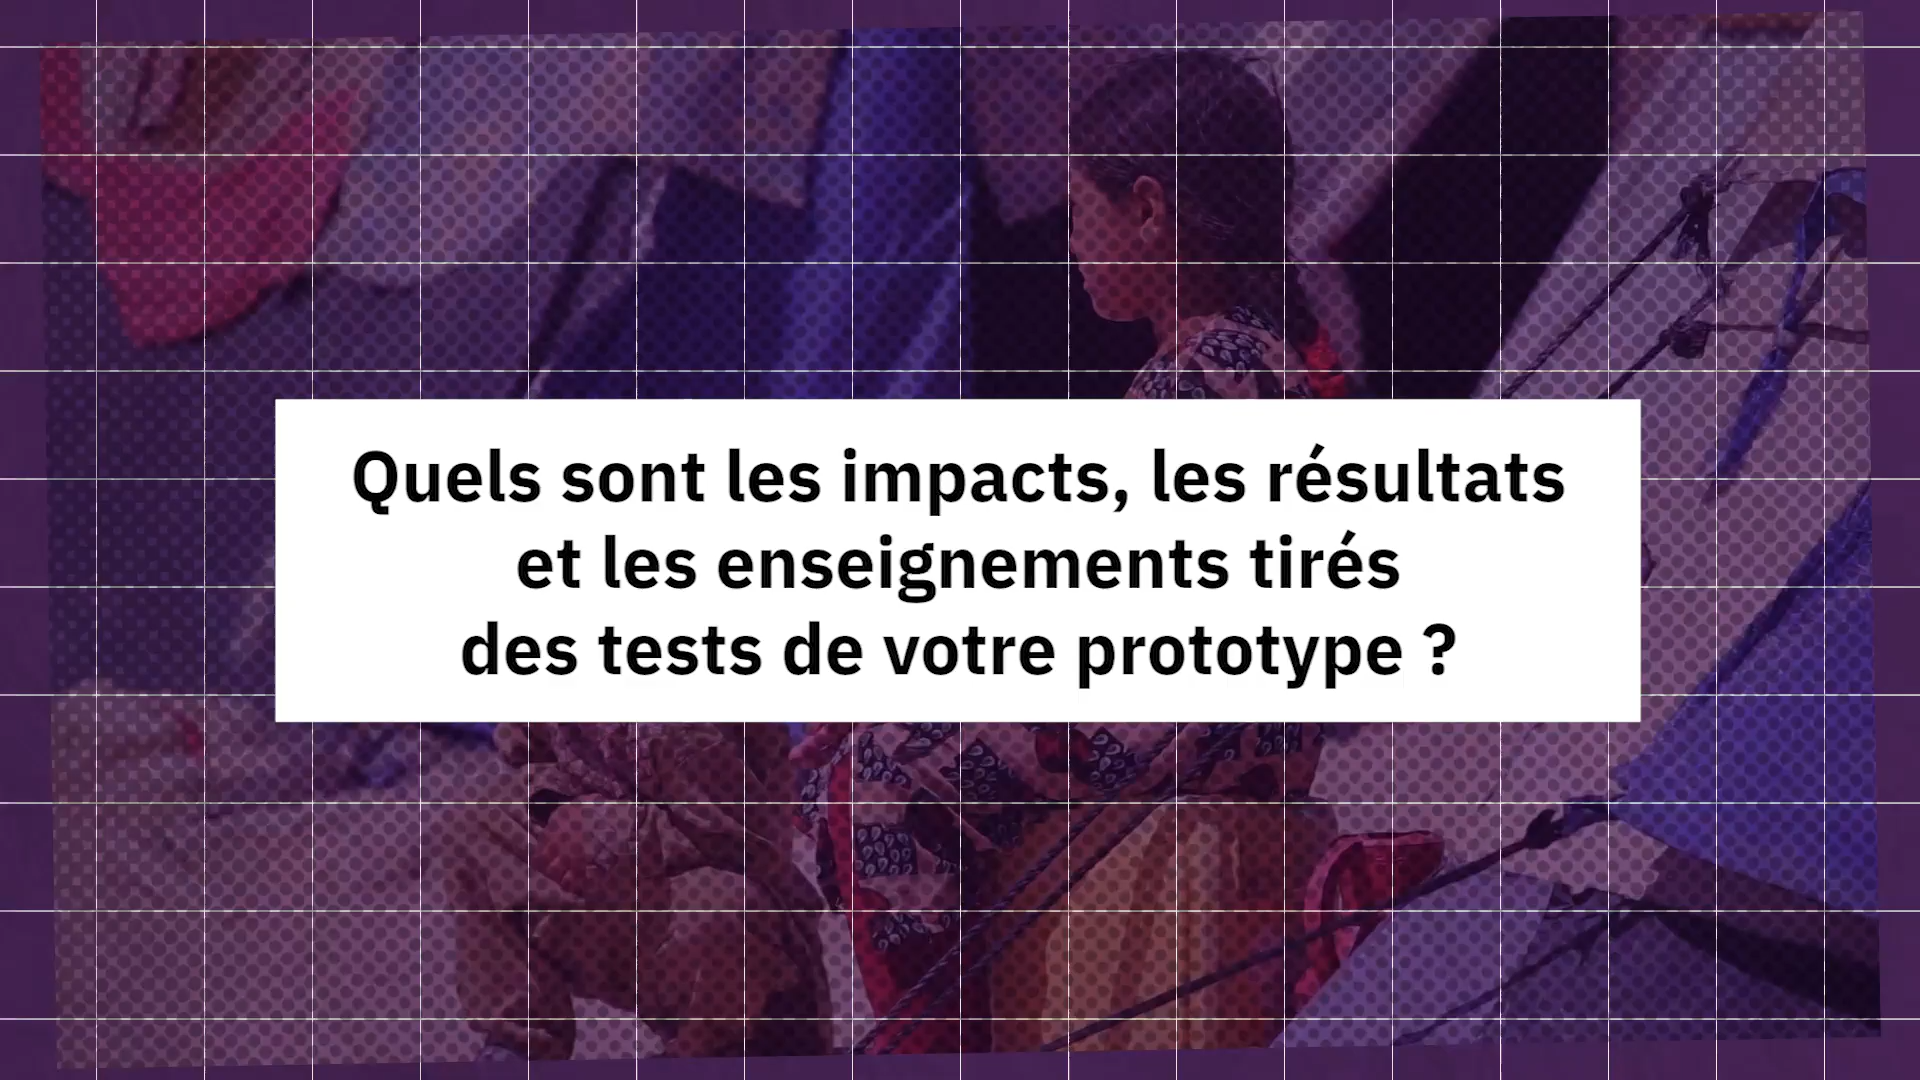 Quels sont les impacts, les résultats
et les enseignements tirés
des tests de votre prototype ?